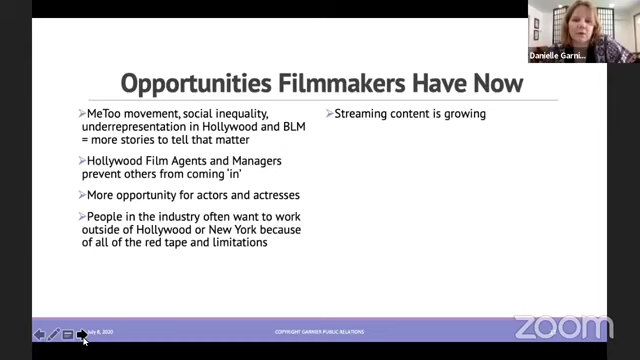 Danielle Garni...
Opportunities Filmmakers Have Now
MeToo movement, social inequality,
underrepresentation in Hollywood and BLM
= more stories to tell that matter
Hollywood Film Agents and Managers
prevent others from coming ‘in’
More opportunity for actors and actresses
People in the industry often want to work
outside of Hollywood or New York because
of all of the red tape and limitations
Streaming content is growing
July 8, 2020
COPYRIGHT GARNIER PUBLIC RELATIONS
zoom